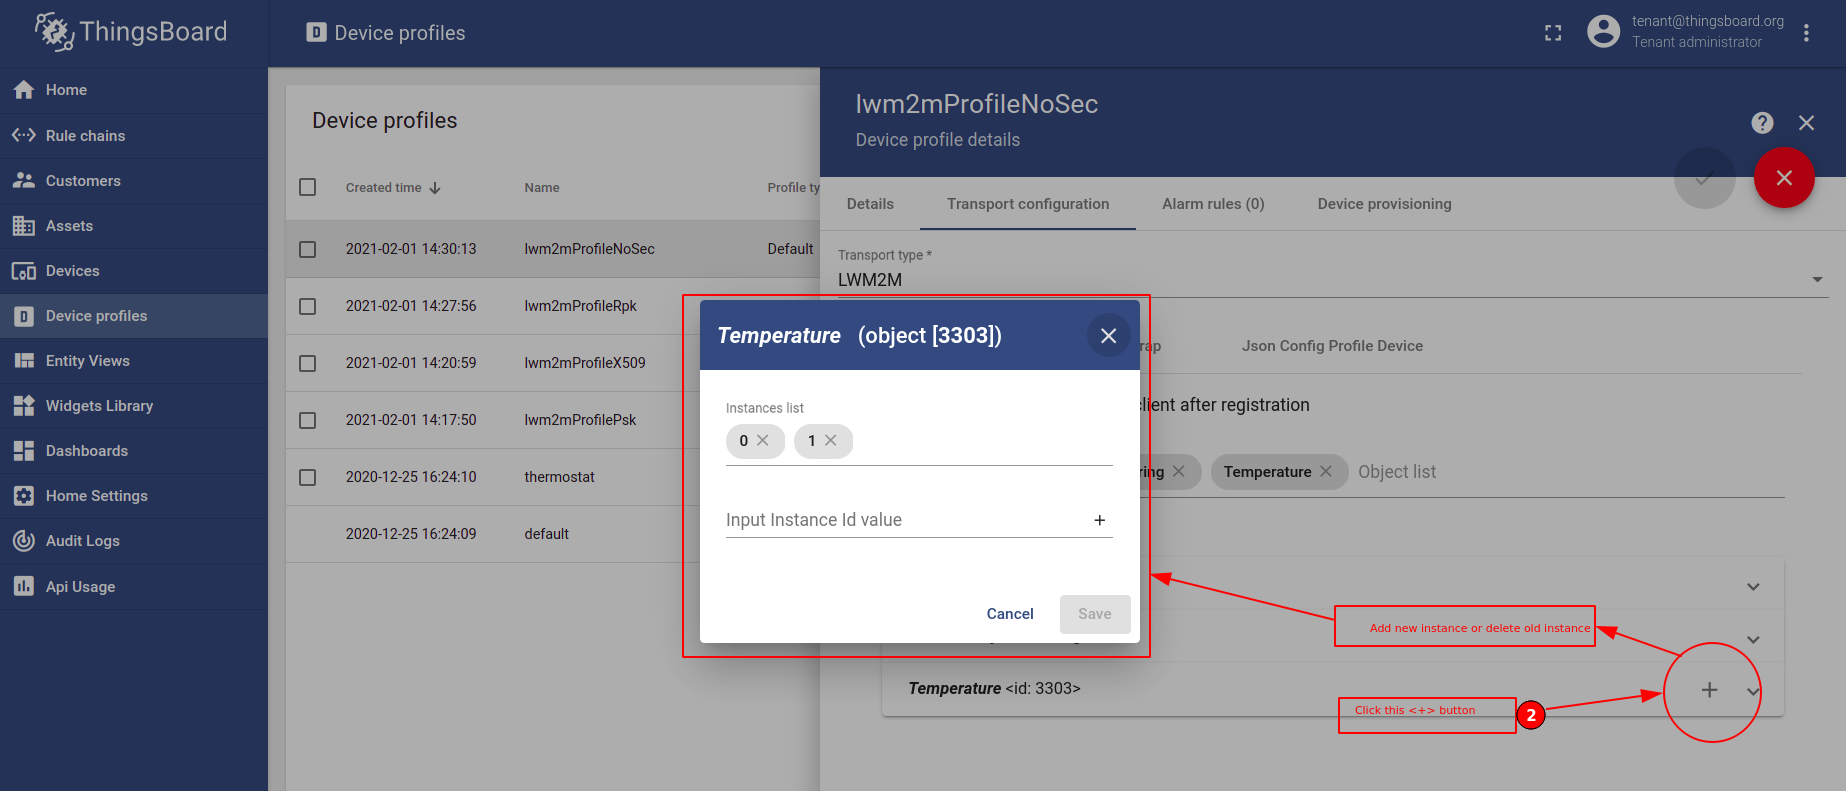 ThingsBoard
D Device profiles
tenant@thingsboard.org
Tenant administrator
Home
Rule chains
Customers
Assets
Devices
D Device profiles
Entity Views
Widgets Library
Dashboards
Home Settings
Audit Logs
Api Usage
Device profiles
Created time Name Profile ty
2021-02-01 14:30:13 lwm2mProfileNoSec Default
2021-02-01 14:27:56 lwm2mProfileRpk
2021-02-01 14:20:59 lwm2mProfileX509
2021-02-01 14:17:50 lwm2mProfilePsk
2020-12-25 16:24:10 thermostat
2020-12-25 16:24:09 default
lwm2mProfileNoSec
Device profile details
?
Details Transport configuration Alarm rules (0) Device provisioning
Transport type *
LWM2M
rap Json Config Profile Device
client after registration
ring Temperature Object list
Temperature <id: 3303>
Temperature (object [3303])
Instances list
0 1
Input Instance Id value +
Cancel Save
Add new instance or delete old instance
Click this <+> button
2